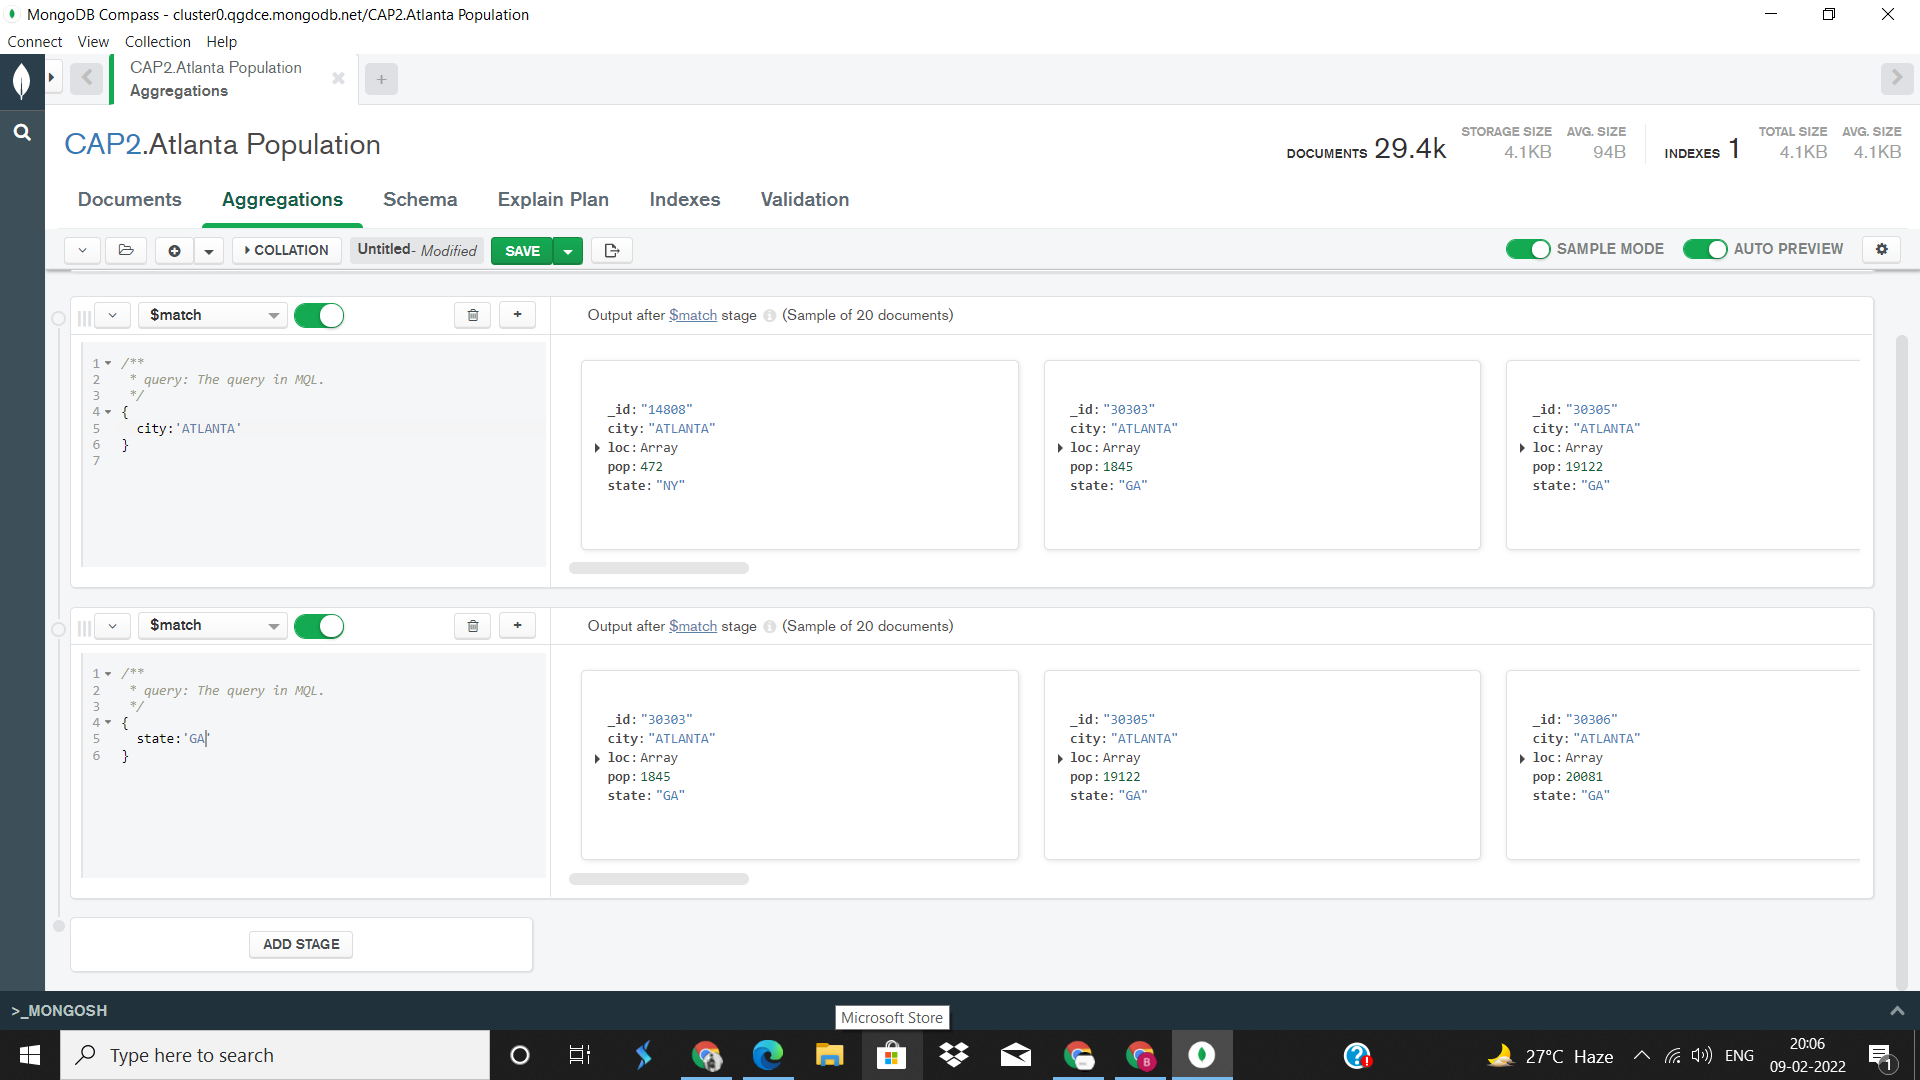 MongoDB Compass - cluster0.qgdce.mongodb.net/CAP2.Atlanta Population
Connect View Collection Help
CAP2.Atlanta Population
Aggregations
CAP2.Atlanta Population
DOCUMENTS 29.4k STORAGE SIZE 4.1KB AVG. SIZE 94B INDEXES 1 TOTAL SIZE 4.1KB AVG. SIZE 4.1KB
Documents Aggregations Schema Explain Plan Indexes Validation
COLLATION Untitled- Modified SAVE SAMPLE MODE AUTO PREVIEW
$match
Output after $match stage (Sample of 20 documents)
1 /**
2 * query: The query in MQL.
3 */
4 {
5 city:'ATLANTA'
6 }
7
_id: "14808"
city: "ATLANTA"
loc: Array
pop: 472
state: "NY"
_id: "30303"
city: "ATLANTA"
loc: Array
pop: 1845
state: "GA"
_id: "30305"
city: "ATLANTA"
loc: Array
pop: 19122
state: "GA"
$match
Output after $match stage (Sample of 20 documents)
1 /**
2 * query: The query in MQL.
3 */
4 {
5 state:'GA'
6 }
_id: "30303"
city: "ATLANTA"
loc: Array
pop: 1845
state: "GA"
_id: "30305"
city: "ATLANTA"
loc: Array
pop: 19122
state: "GA"
_id: "30306"
city: "ATLANTA"
loc: Array
pop: 20081
state: "GA"
ADD STAGE
>_MONGOSH
Microsoft Store
Type here to search
B
27°C Haze
ENG
20:06
09-02-2022
1